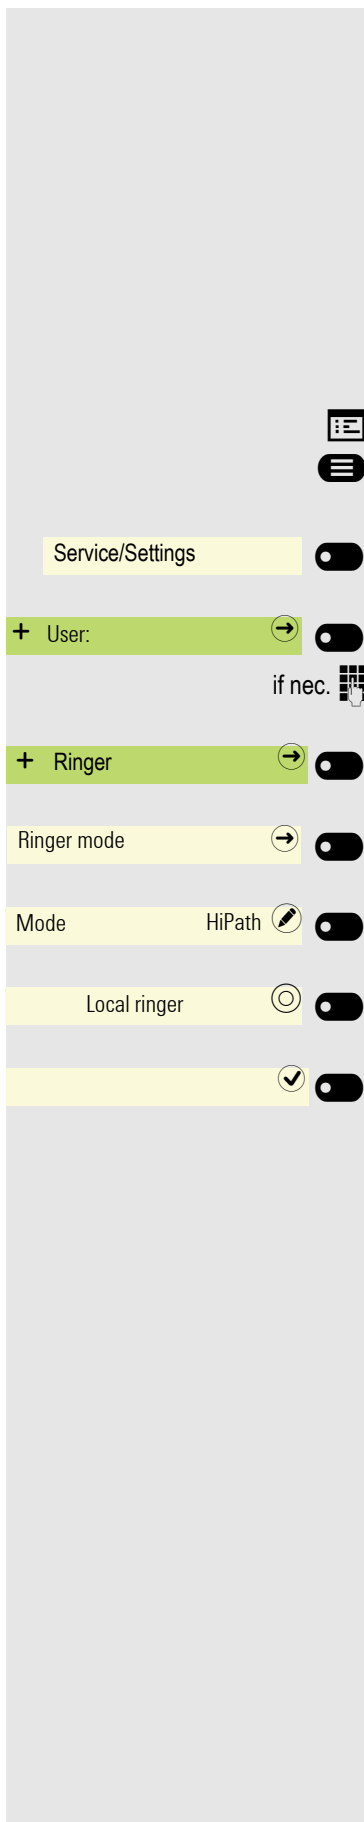 Service/Settings
+ User:
if nec.
+ Ringer
Ringer mode
Mode HiPath
Local ringer